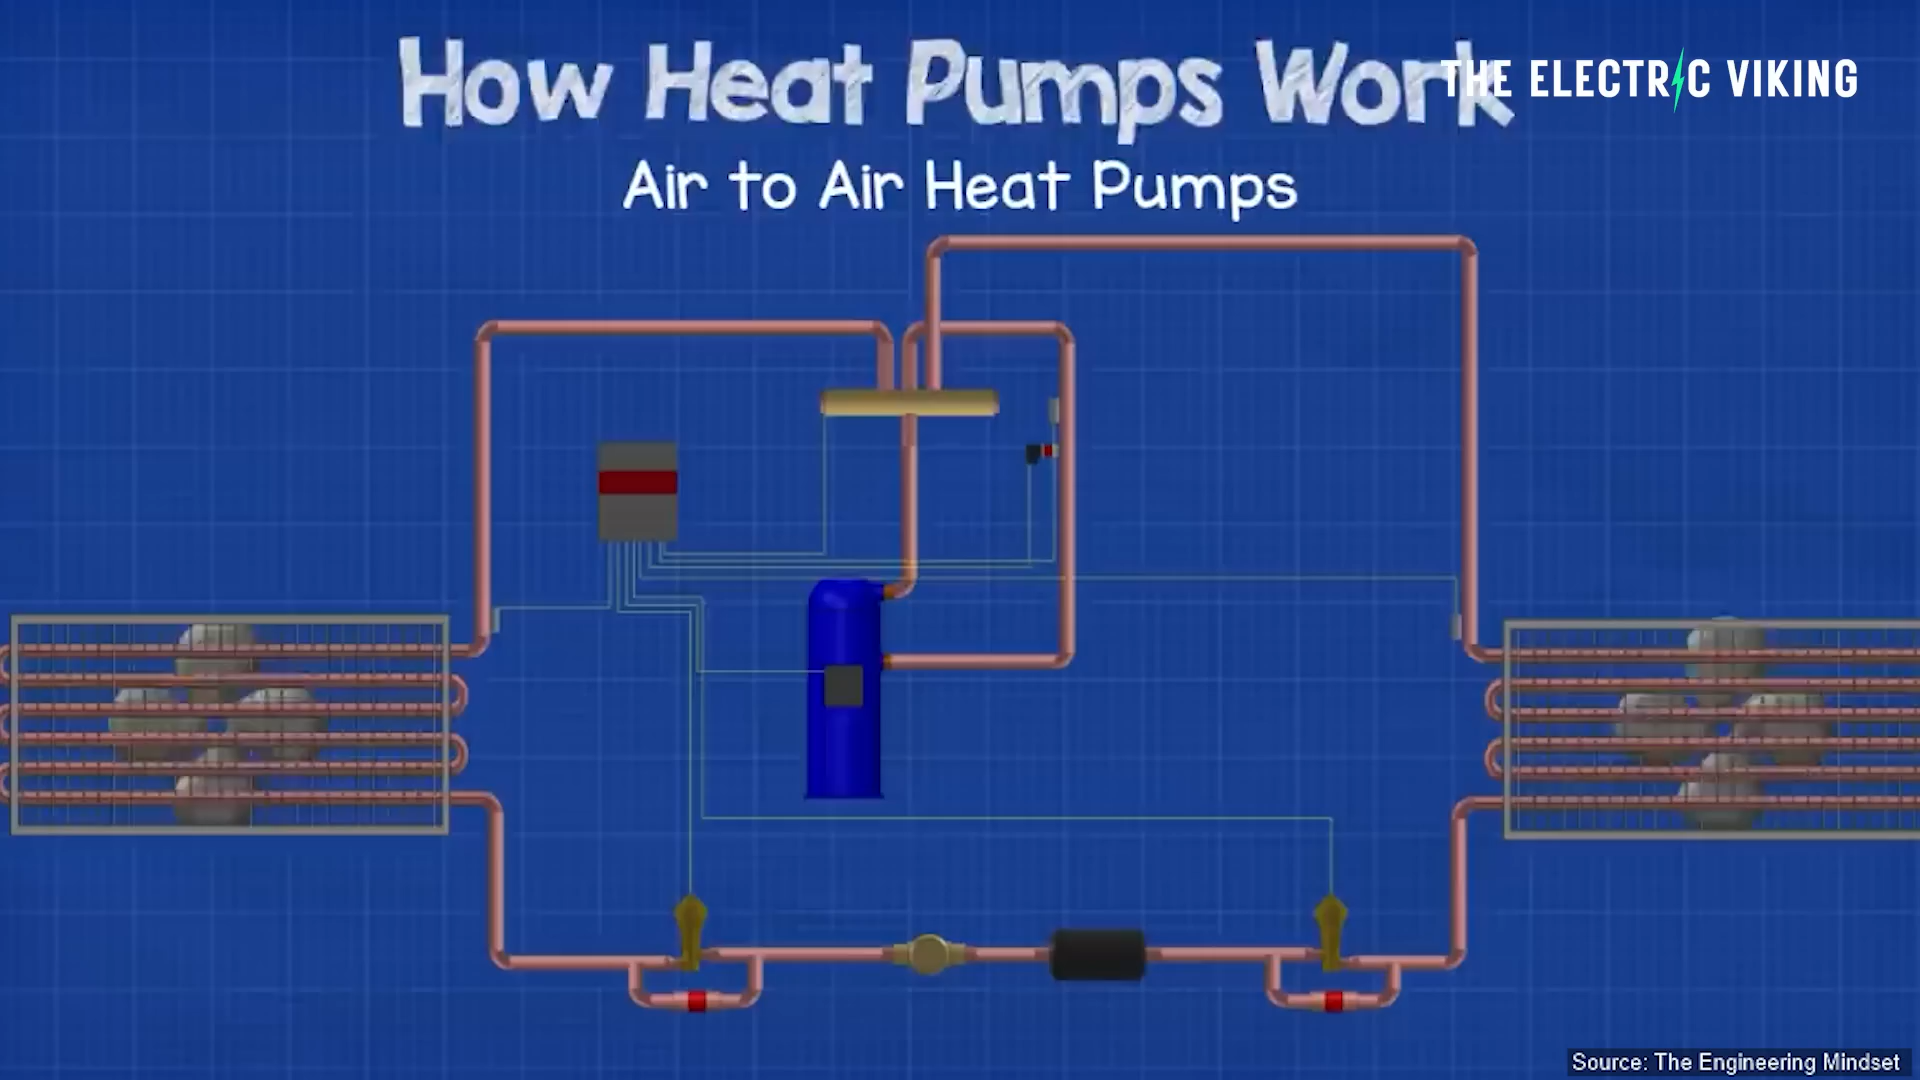 How Heat Pumps Work
THE ELECTRIC VIKING
Air to Air Heat Pumps
Source: The Engineering Mindset